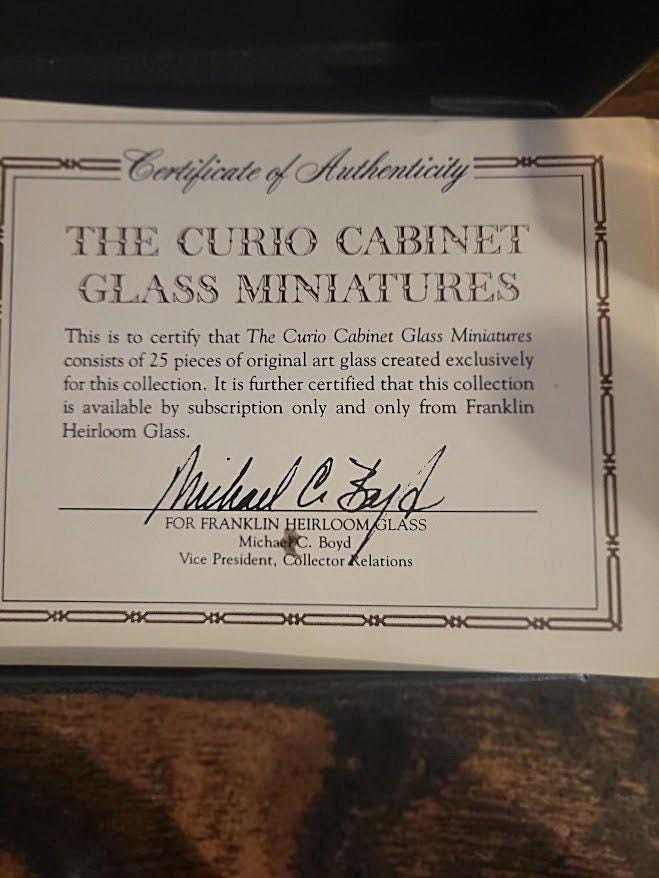 Certificate of Authenticity
THE CURIO CABINET
GLASS MINIATURES
This is to certify that The Curio Cabinet Glass Miniatures
consists of 25 pieces of original art glass created exclusively
for this collection. It is further certified that this collection
is available by subscription only and only from Franklin
Heirloom Glass.
Michael C. Boyd
FOR FRANKLIN HEIRLOOM GLASS
Michael C. Boyd
Vice President, Collector Relations